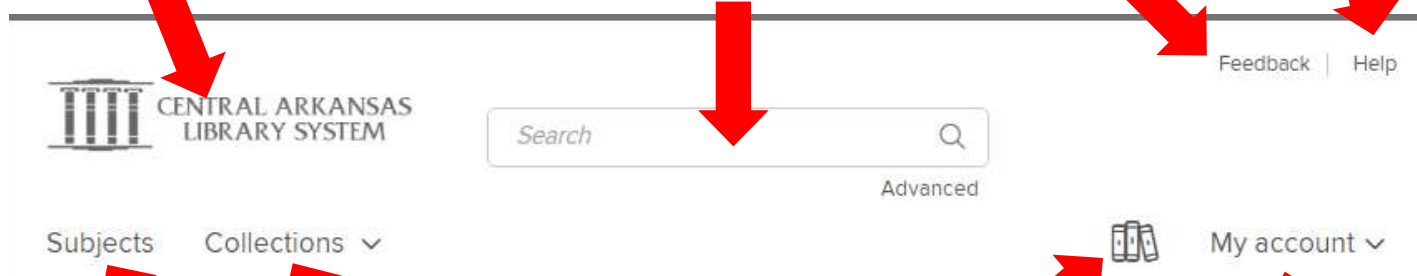 Feedback | Help
CENTRAL ARKANSAS
LIBRARY SYSTEM
Search
Advanced
Subjects Collections My account